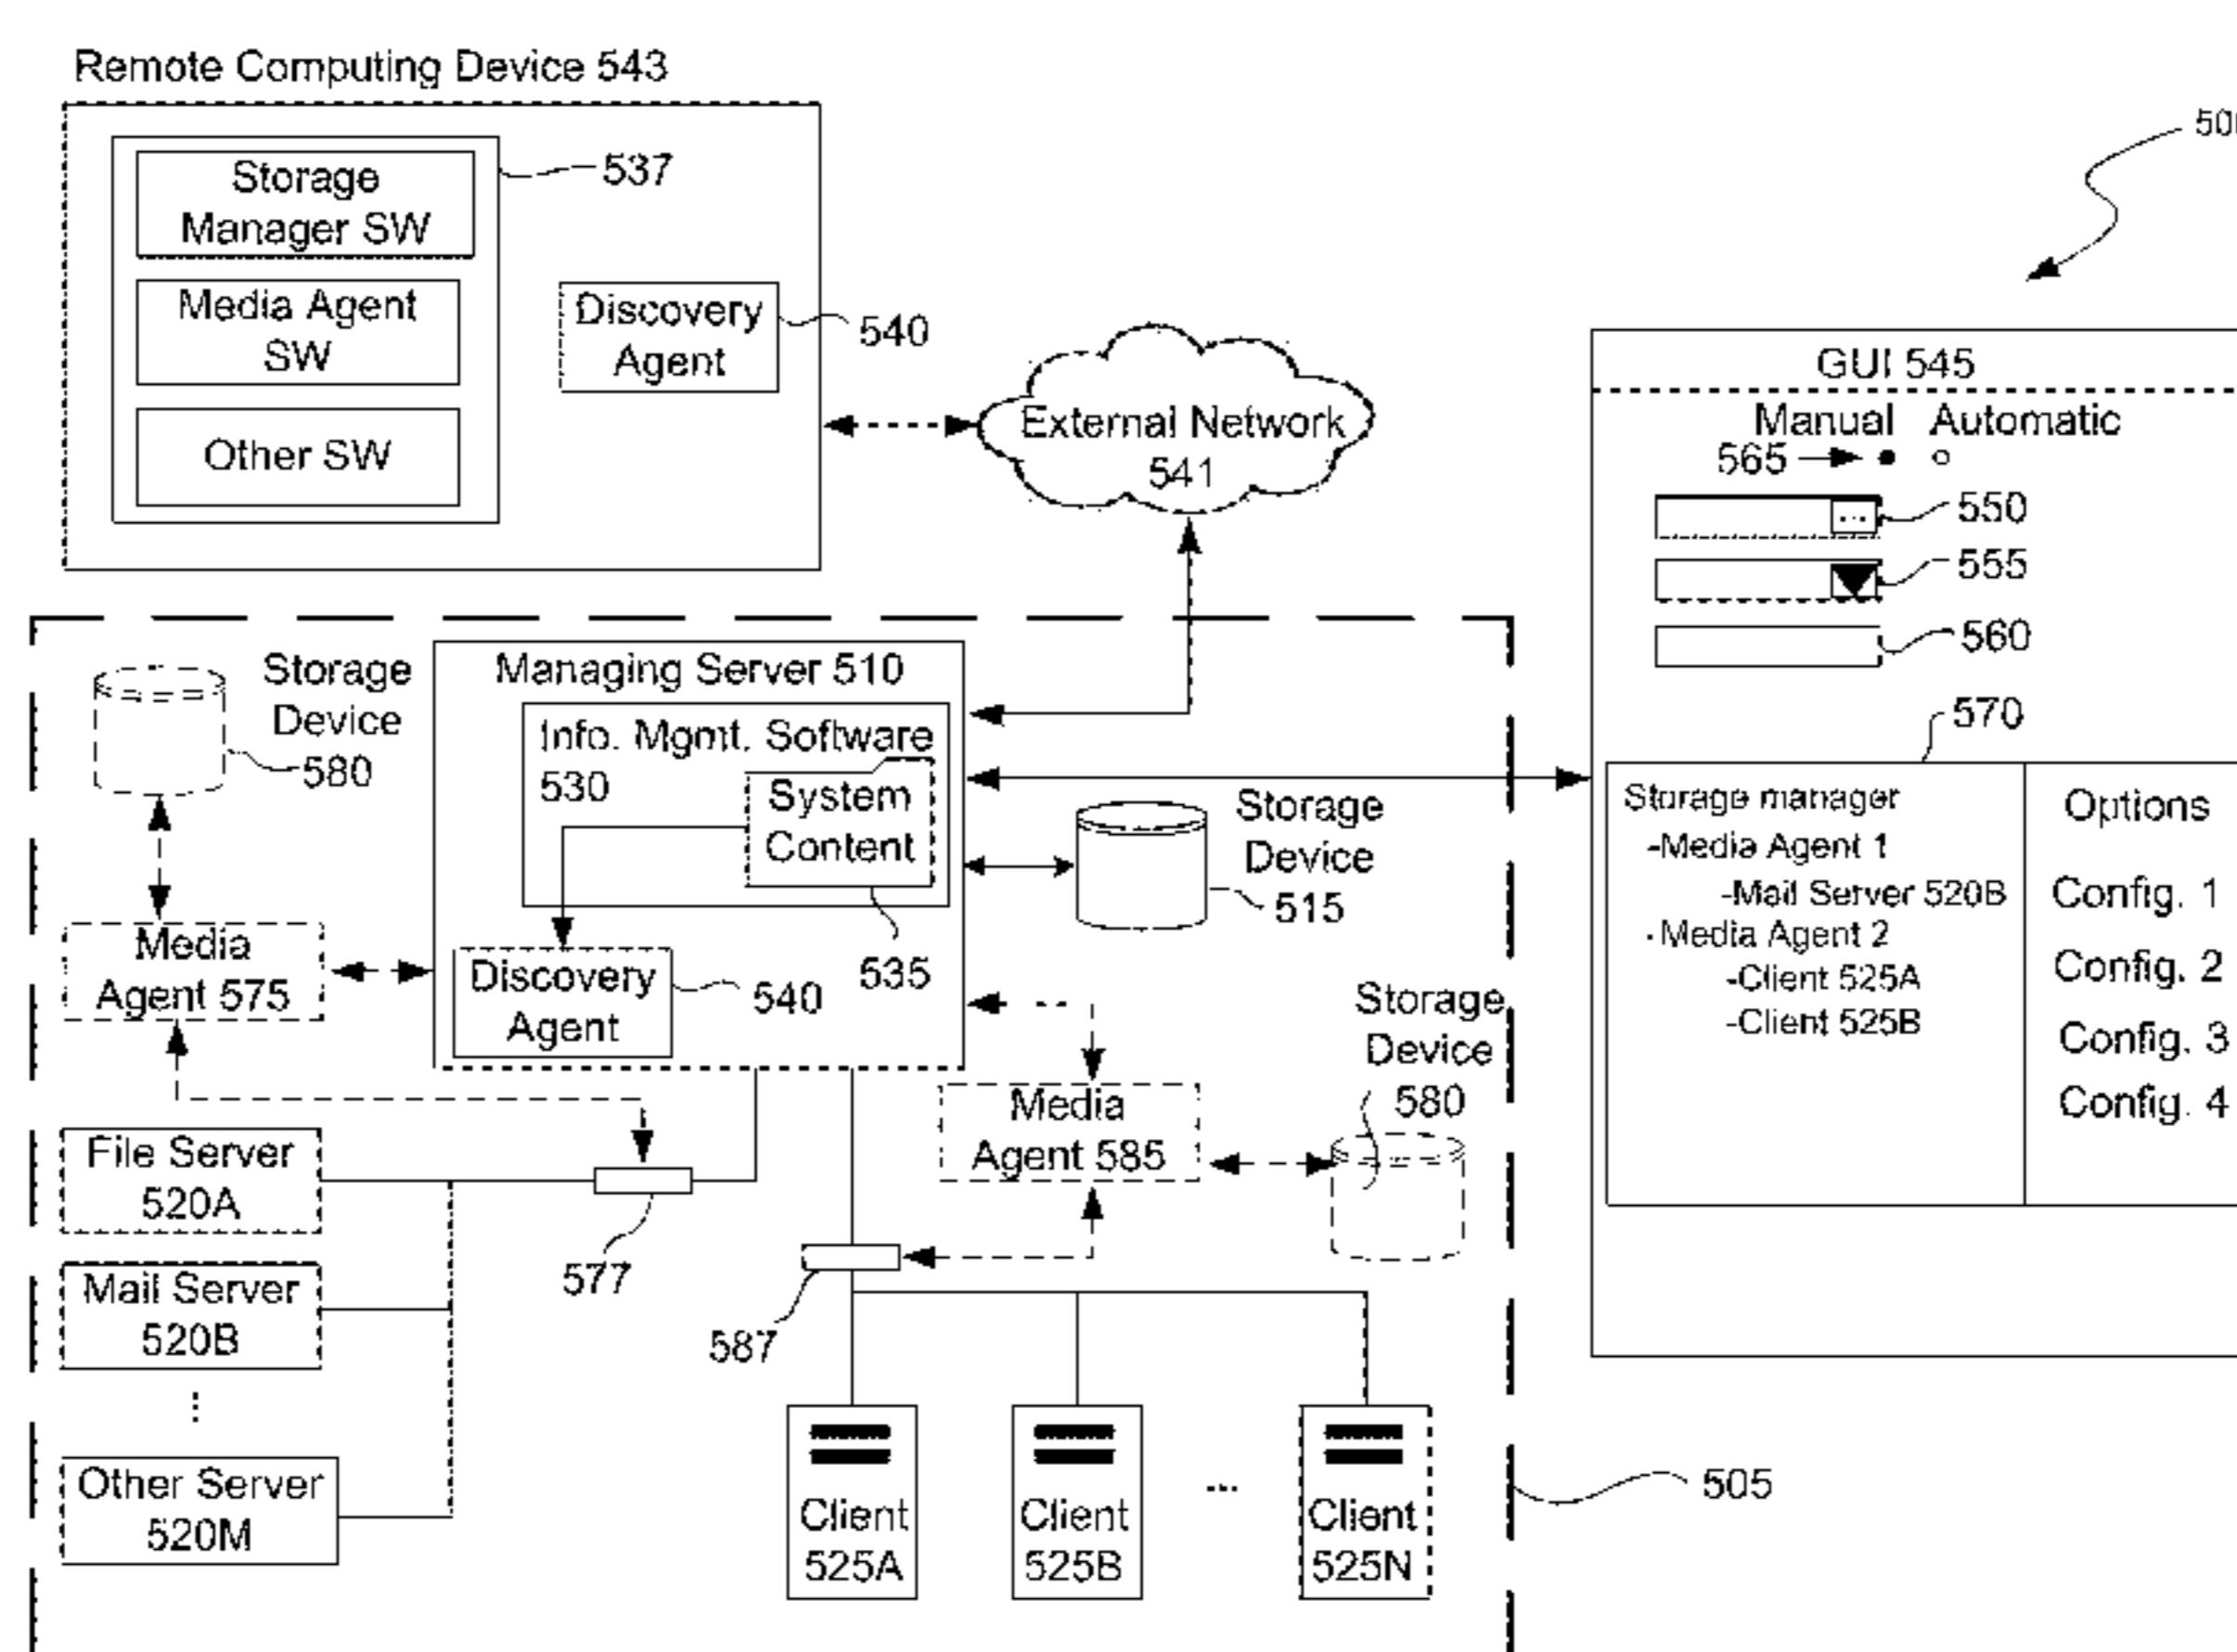 Remote Computing Device 543
Storage
Manager SW
537
Media Agent
SW
Other SW
Discovery
Agent
540
External Network
541
GUI 545
Manual Automatic
565
550
555
560
570
Storage manager
-Media Agent 1
-Mail Server 520B
-Media Agent 2
-Client 525A
-Client 525B
Options
Config. 1
Config. 2
Config. 3
Config. 4
Storage
Device
580
Managing Server 510
Info. Mgmt. Software
530
System
Content
535
Discovery
Agent
540
Storage
Device
515
Media
Agent 575
Storage
Device
580
Media
Agent 585
File Server
520A
577
Mail Server
520B
587
Other Server
520M
Client
525A
Client
525B
...
Client
525N
505